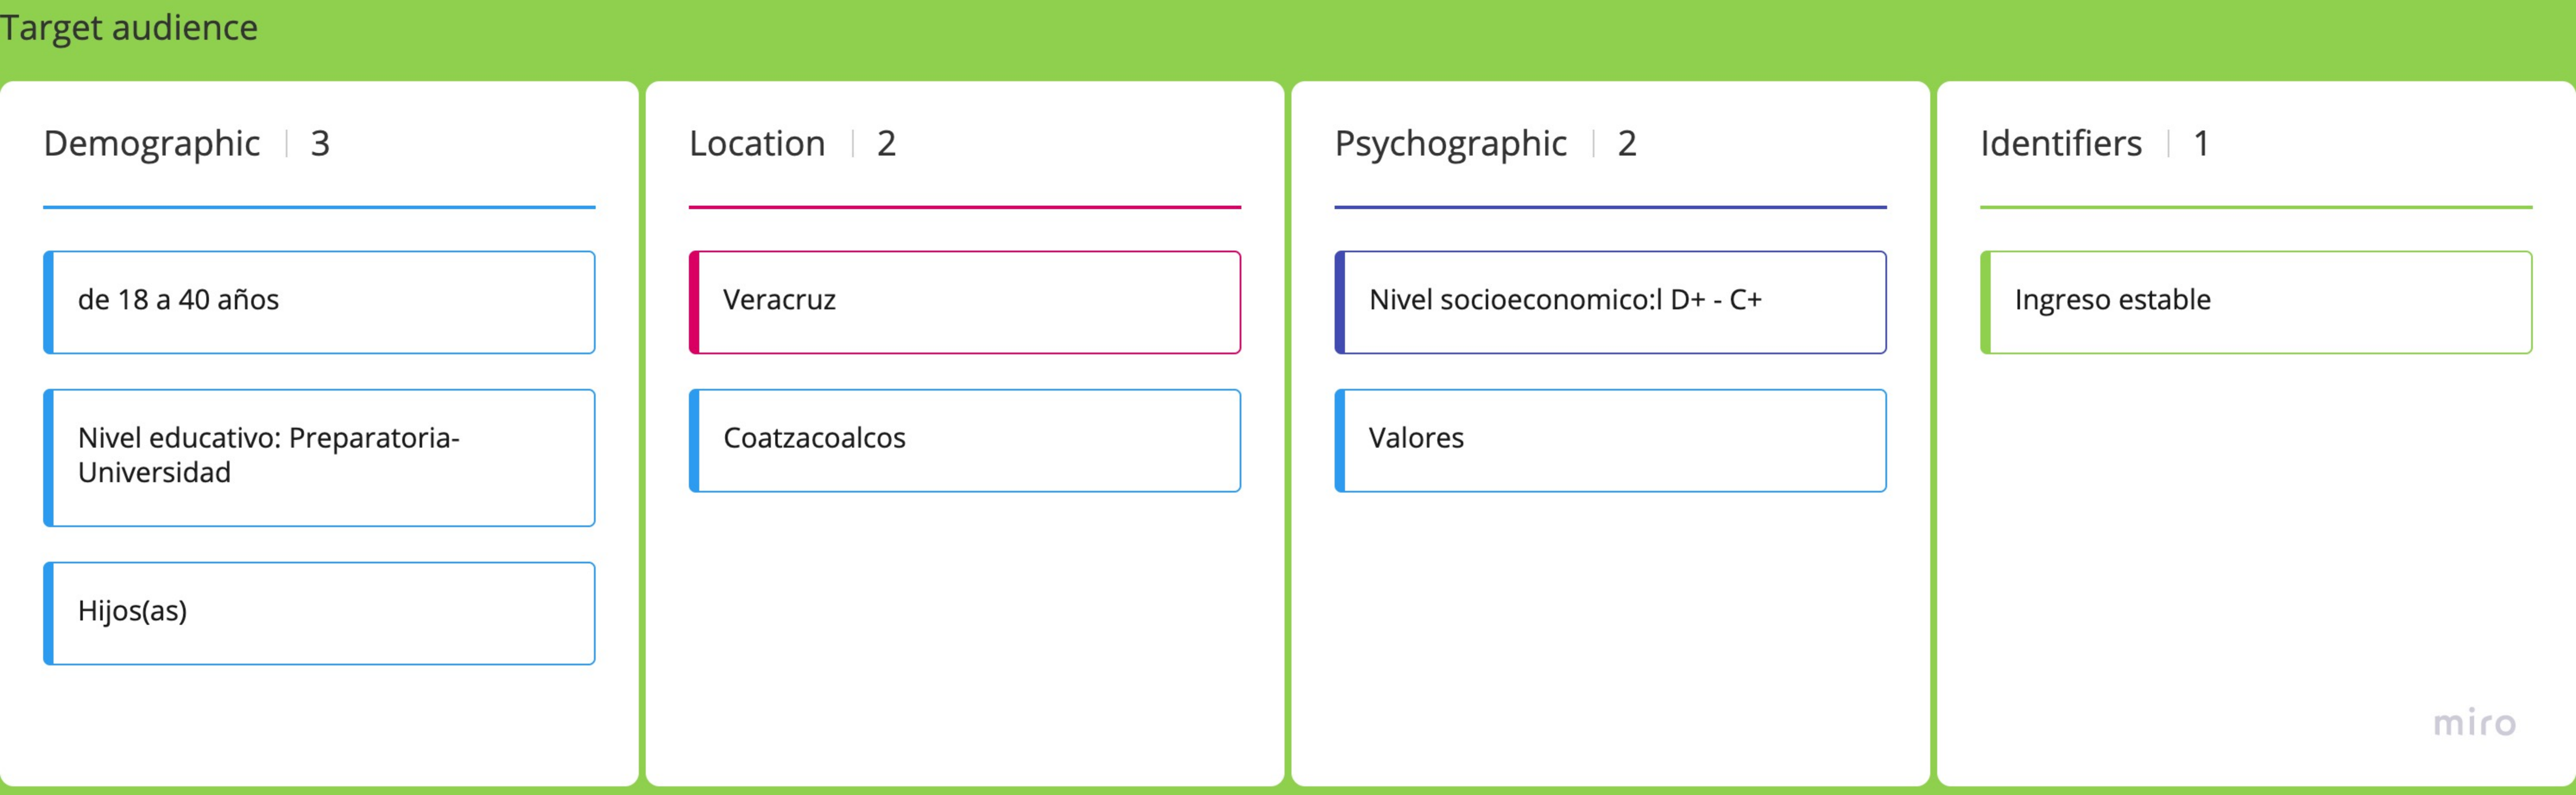 Target audience
Demographic | 3
de 18 a 40 años
Nivel educativo: Preparatoria-
Universidad
Hijos(as)
Location | 2
Veracruz
Coatzacoalcos
Psychographic | 2
Nivel socioeconomico:l D+ - C+
Valores
Identifiers | 1
Ingreso estable
miro